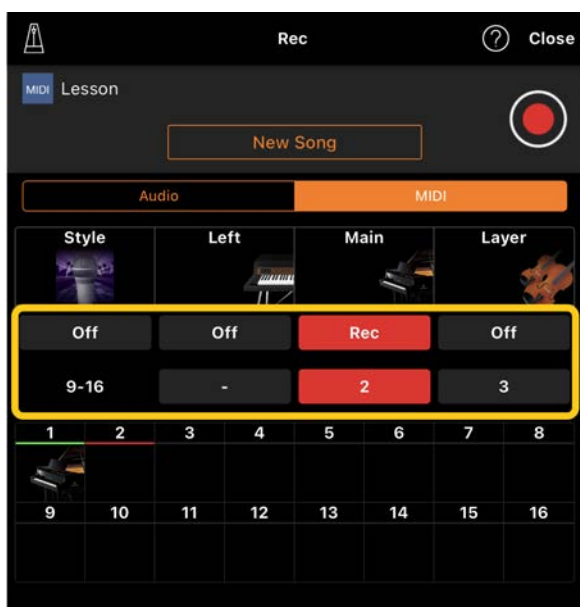 Rec
? Close
MIDI Lesson
New Song
Audio MIDI
Style Left Main Layer
Off Off Rec Off
9-16 - 2 3
1 2 3 4 5 6 7 8
9 10 11 12 13 14 15 16